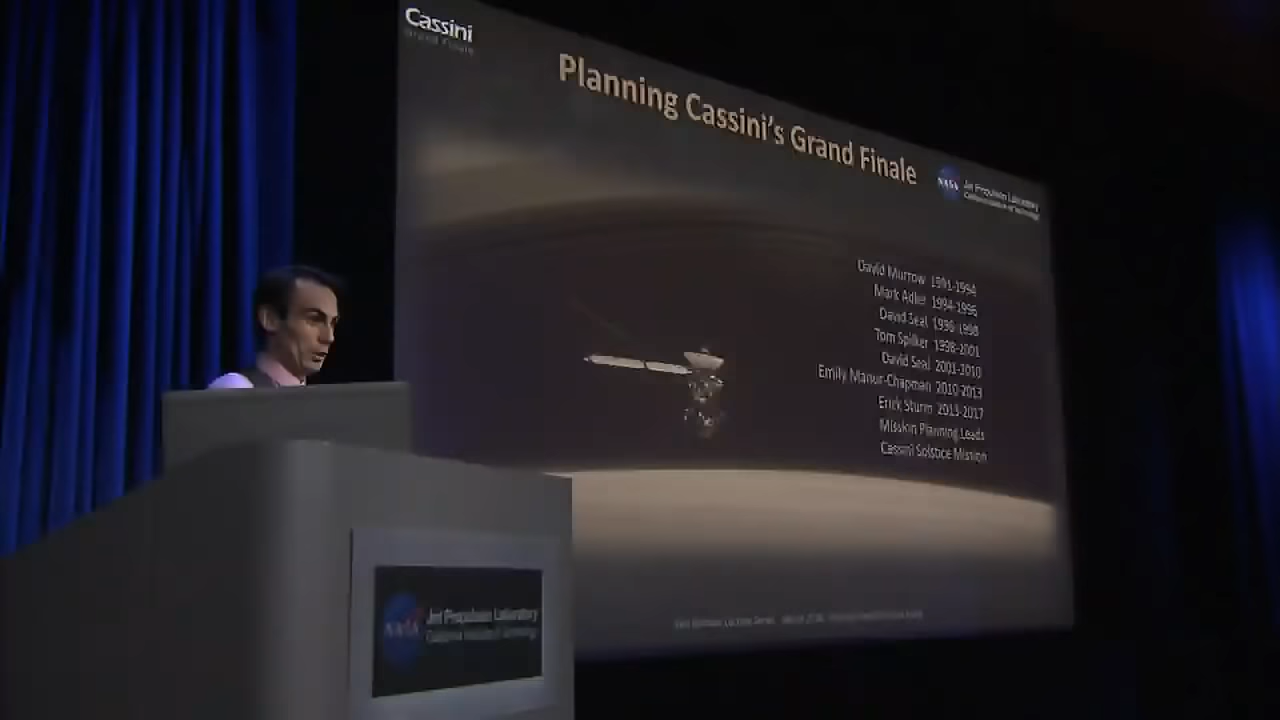 Cassini
Grand Finale
Planning Cassini's Grand Finale
NASA
Jet Propulsion Laboratory
California Institute of Technology
David Murrow 1991-1994
Mark Adler 1994-1996
David Seal 1996-1998
Tom Spilker 1998-2001
David Seal 2001-2010
Emily Manor-Chapman 2010-2013
Erick Sturm 2013-2017
Mission Planning Leads
Cassini Solstice Mission
NASA
Jet Propulsion Laboratory
California Institute of Technology